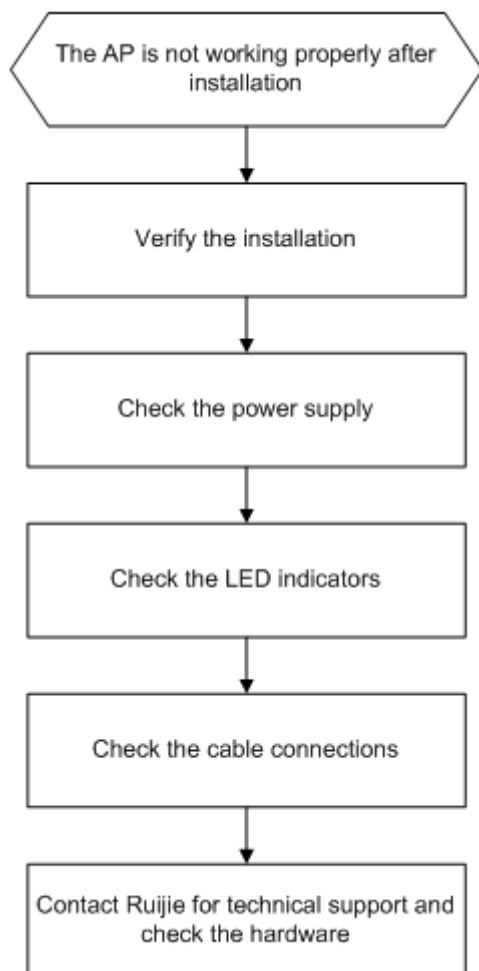 The AP is not working properly after
installation
Verify the installation
Check the power supply
Check the LED indicators
Check the cable connections
Contact Ruijie for technical support and
check the hardware